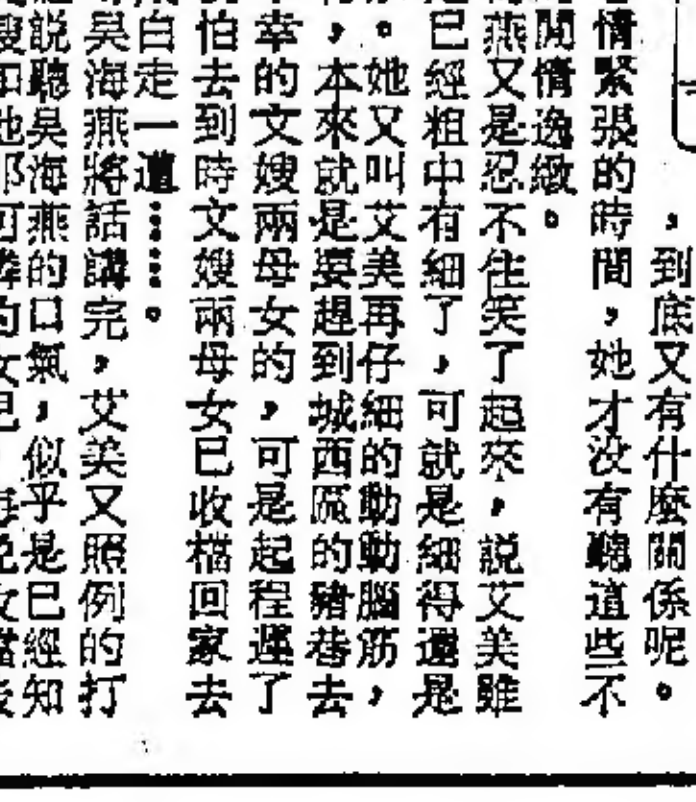 ，到底又有什麼關係呢。
情緊張的時間，她才没有聽這些不
閒情逸緻。
燕又是忍不住笑了起來，説艾美雖
已經粗中有細了，可就是細得還是
。她又叫艾美再仔細的動動腦筋，
，本來就是要趕到城西區的豬巷去
幸的文嫂兩母女的，可是起程遲了
怕去到時文嫂兩母女已收檔回家去
白走一遭……。
吳海燕將話講完，艾美又照例的打
説聽吳海燕的口氣，似乎是已經知